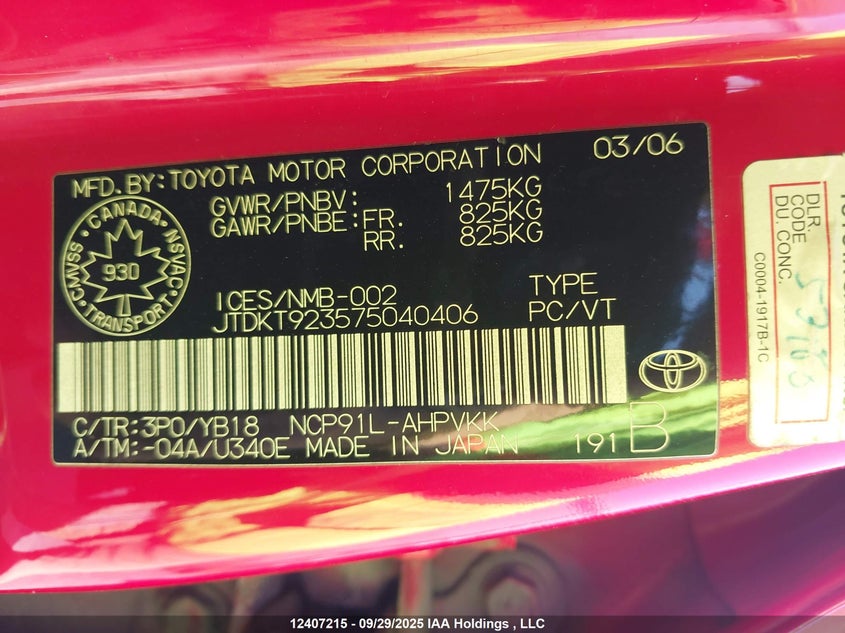 MFD. BY: TOYOTA MOTOR CORPORATION 03/06
GVWR/PNBV: 1475KG
GAWR/PNBE: FR. 825KG
RR. 825KG
CANADA
CMVSS 930 NSVAC
TRANSPORT
ICES/NMB-002 TYPE
JTDKT923575040406 PC/VT
C/TR: 3P0/YB18 NCP91L-AHPVKK
A/TM: -04A/U340E MADE IN JAPAN 191 B
DLR.
CODE
DU. CONC.
C0004-1917B-1C
12407215 - 09/29/2025 IAA Holdings , LLC